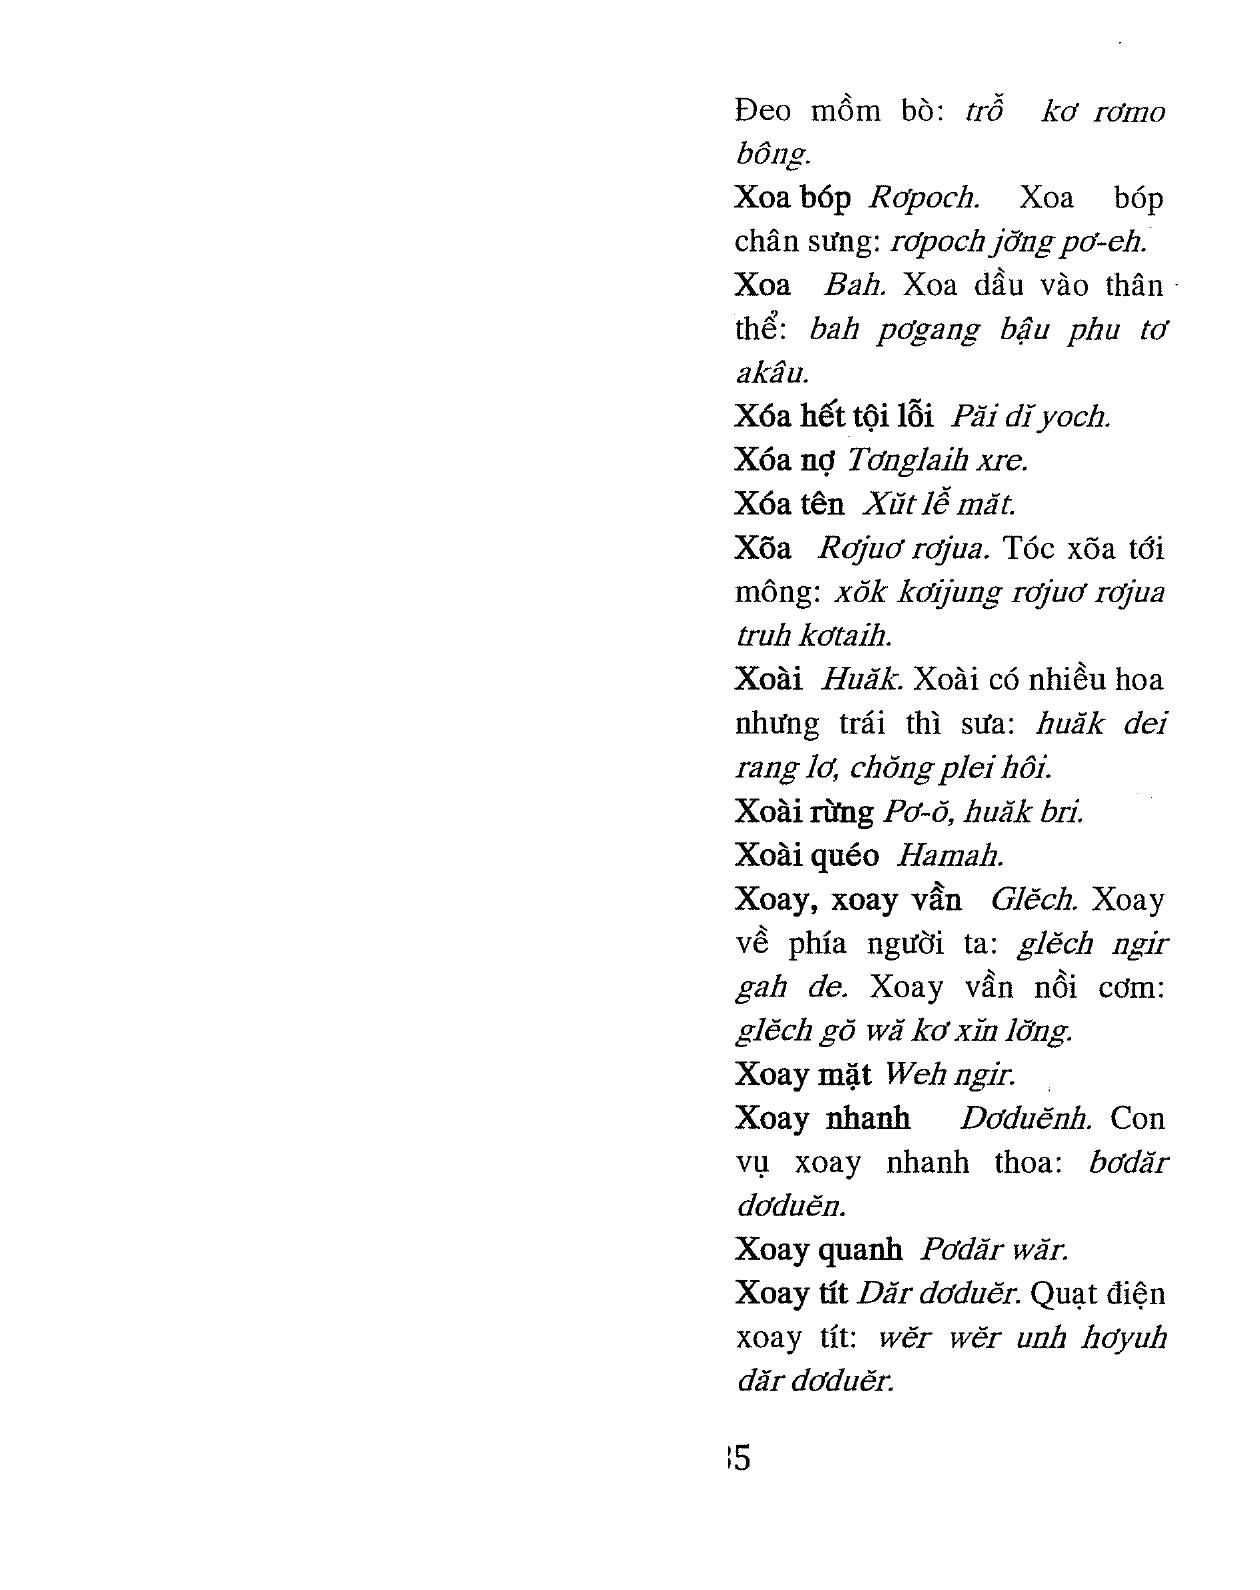 Đeo mồm bò: trỗ̆ kơ rơmo
bông.
Xoa bóp Rơpoch. Xoa bóp
chân sưng: rơpoch jơ̆ng pơ-eh.
Xoa Bah. Xoa dầu vào thân
thể: bah pơgang bậu phu tơ
akâu.
Xóa hết tội lỗi Păi dĭ yoch.
Xóa nợ Tơnglaih xre.
Xóa tên Xŭt lê̆ măt.
Xõa Rơjuơ rơjua. Tóc xõa tới
mông: xŏk kơijung rơjuơ rơjua
truh kơtaih.
Xoài Huăk. Xoài có nhiều hoa
nhưng trái thì sưa: huăk dei
rang lơ, chŏng plei hôi.
Xoài rừng Pơ-ŏ, huăk bri.
Xoài quéo Hamah.
Xoay, xoay vần Glĕch. Xoay
về phía người ta: glĕch ngir
gah de. Xoay vần nồi cơm:
glĕch gŏ wă kơ xĭn lơ̆ng.
Xoay mặt Weh ngir.
Xoay nhanh Dơduĕnh. Con
vụ xoay nhanh thoa: bơdăr
dơduĕn.
Xoay quanh Pơdăr wăr.
Xoay tít Dăr dơduĕr. Quạt điện
xoay tít: wĕr wĕr unh hơyuh
dăr dơduĕr.